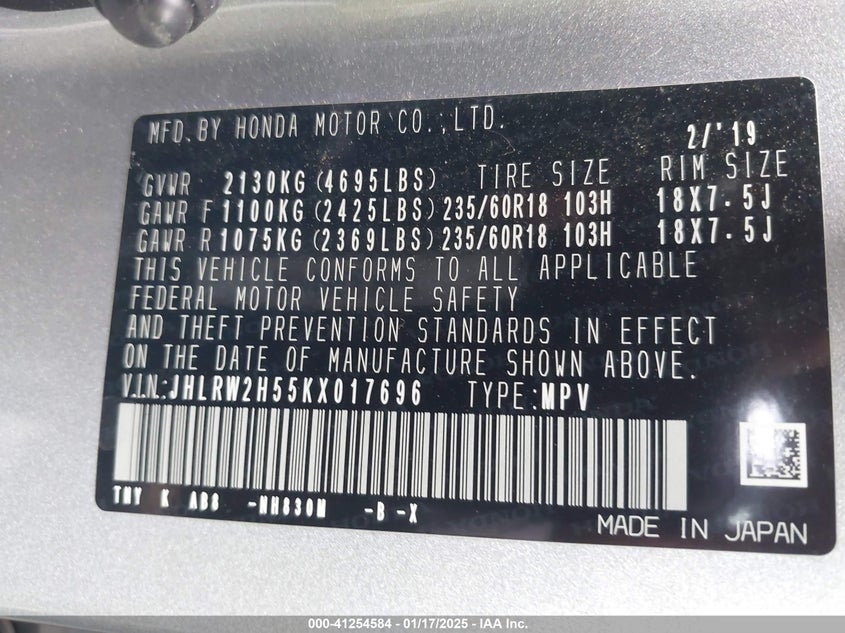 MFD. BY HONDA MOTOR CO., LTD. 2/'19
GVWR 2130KG (4695LBS) TIRE SIZE RIM SIZE
GAWR F 1100KG (2425LBS) 235/60R18 103H 18X7.5J
GAWR R 1075KG (2369LBS) 235/60R18 103H 18X7.5J
THIS VEHICLE CONFORMS TO ALL APPLICABLE
FEDERAL MOTOR VEHICLE SAFETY
AND THEFT PREVENTION STANDARDS IN EFFECT
ON THE DATE OF MANUFACTURE SHOWN ABOVE.
V.I.N.:JHLRW2H55KX017696 TYPE:MPV
TNY K AB8 -NH830M -B -X
MADE IN JAPAN
000-41254584 - 01/17/2025 - IAA Inc.